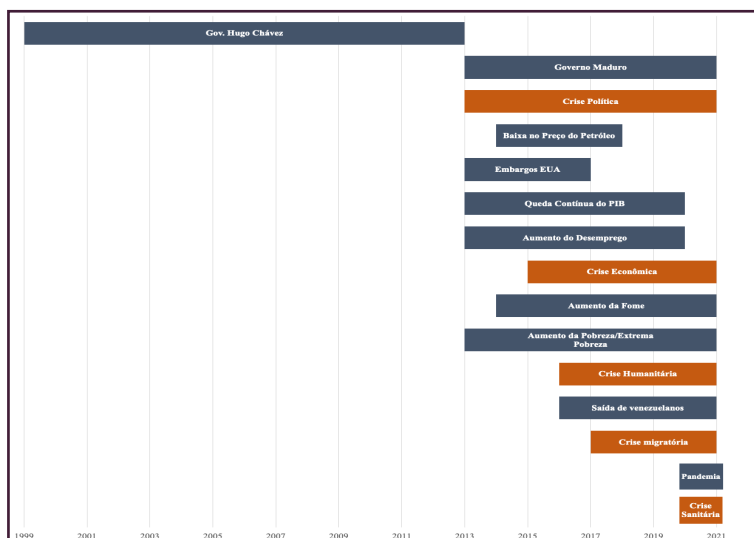 Gov. Hugo Chávez
Governo Maduro
Crise Política
Baixa no Preço do Petróleo
Embargos EUA
Queda Contínua do PIB
Aumento do Desemprego
Crise Econômica
Aumento da Fome
Aumento da Pobreza/Extrema
Pobreza
Crise Humanitária
Saída de venezuelanos
Crise migratória
Pandemia
Crise
Sanitária
1999 2001 2003 2005 2007 2009 2011 2013 2015 2017 2019 2021